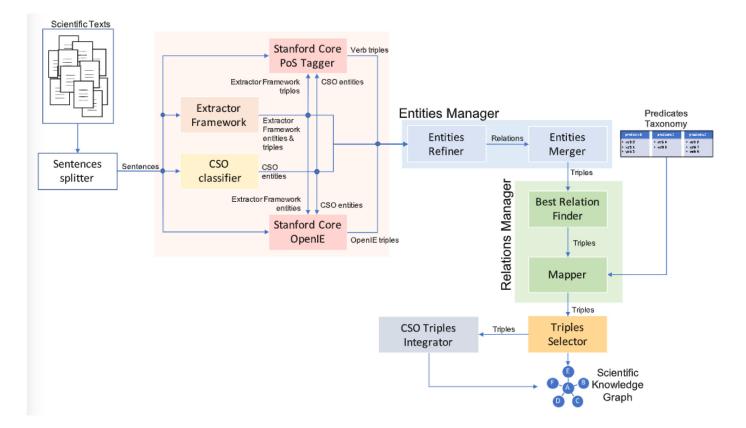 Scientific Texts
Stanford Core
PoS Tagger
Verb triples
Extractor Framework
triples
CSO entities
Extractor
Framework
Extractor
Framework
entities &
triples
Entities Manager
Entities
Refiner
Relations
Entities
Merger
Predicates
Taxonomy
Sentences
splitter
Sentences
CSO
classifier
CSO
entities
Extractor Framework
entities
CSO entities
Stanford Core
OpenIE
OpenIE triples
Triples
Relations Manager
Best Relation
Finder
Triples
Mapper
Triples
CSO Triples
Integrator
Triples
Triples
Selector
E
F
A
B
D
C
Scientific
Knowledge
Graph